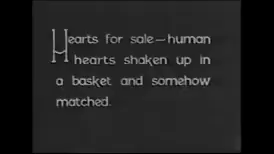 Hearts for sale—human
hearts shaken up in
a basket and somehow
matched.